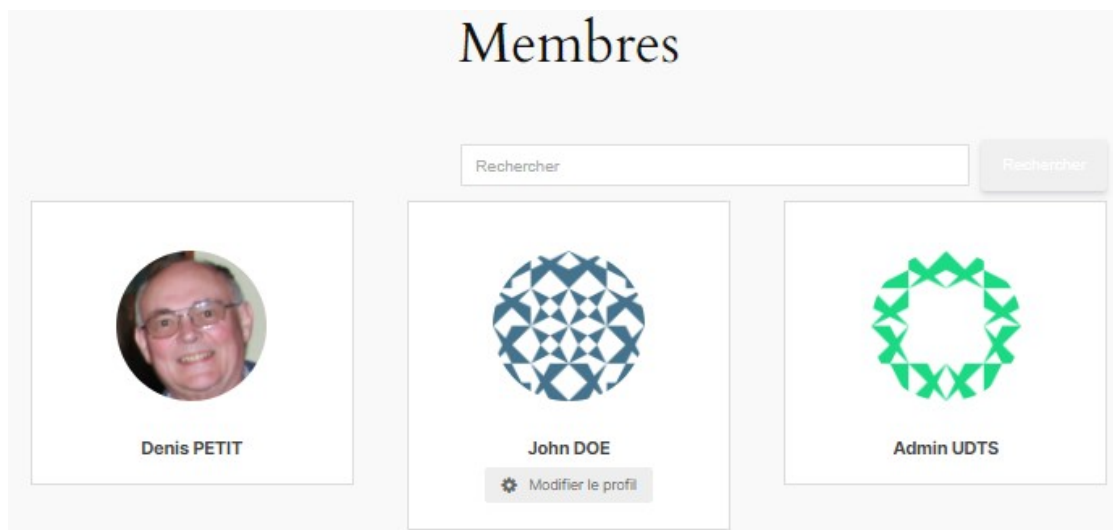 Membres
Rechercher
Rechercher
Denis PETIT
John DOE
Admin UDTS
Modifier le profil